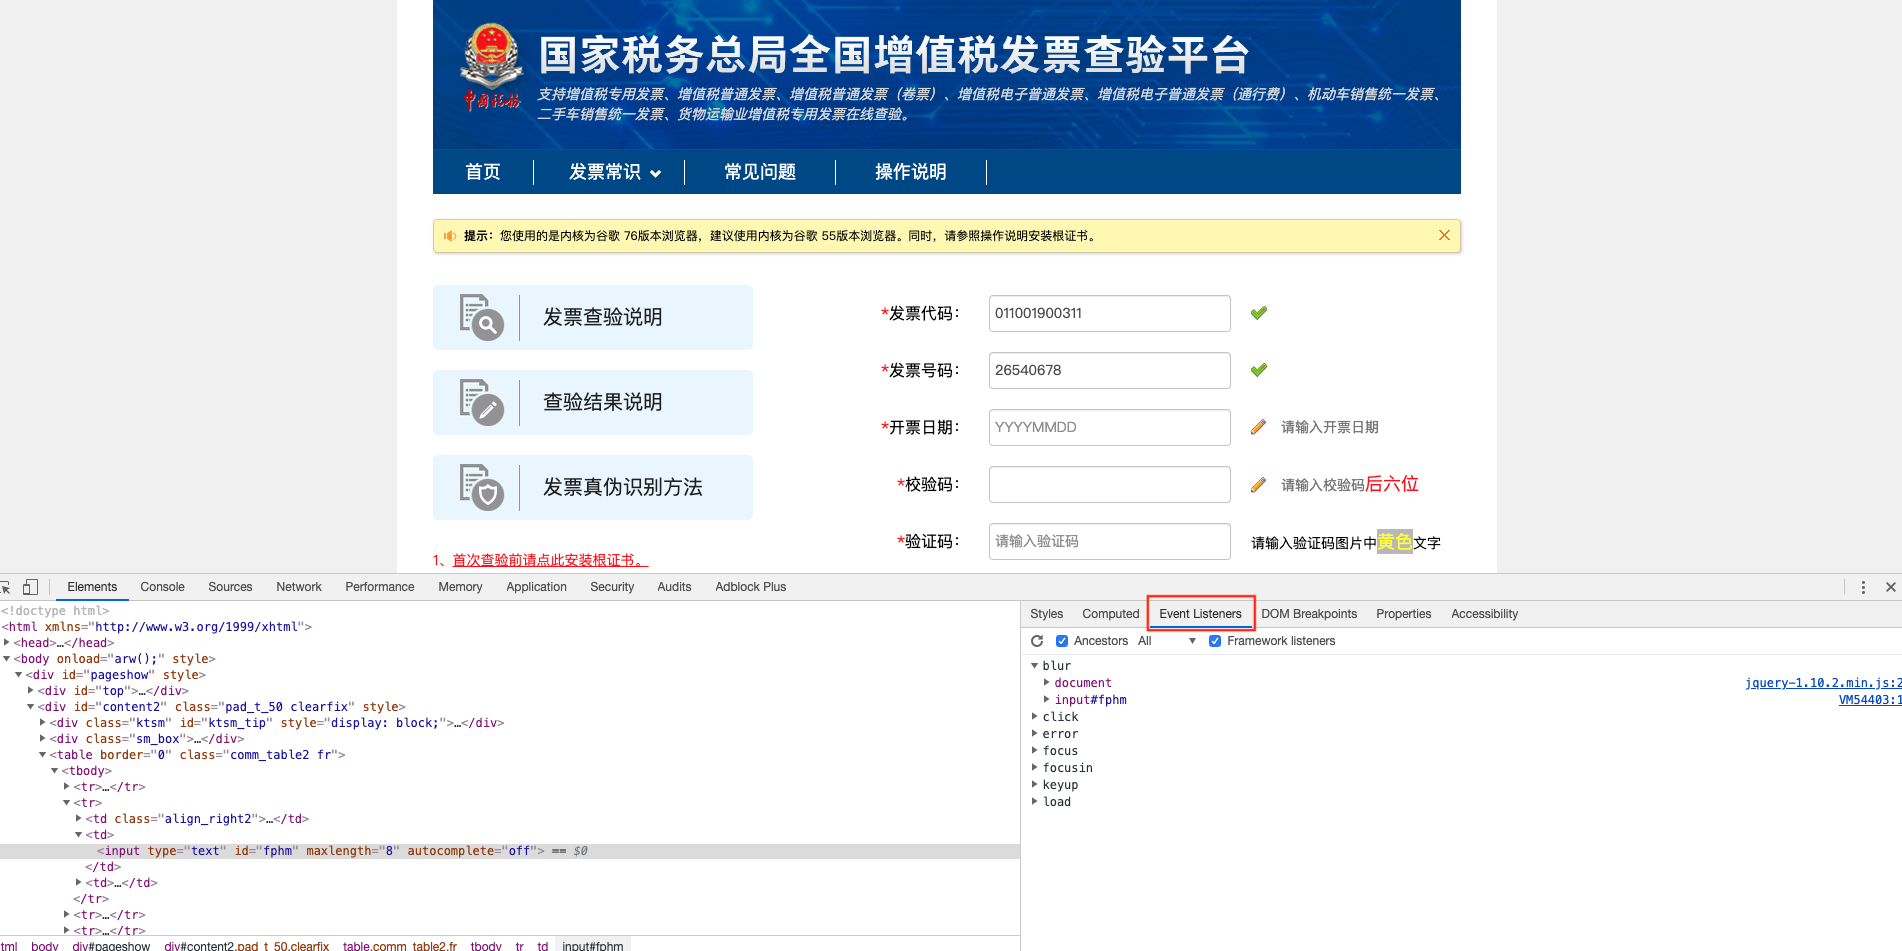 国家税务总局全国增值税发票查验平台
中国税务
支持增值税专用发票、增值税普通发票、增值税普通发票（卷票）、增值税电子普通发票、增值税电子普通发票（通行费）、机动车销售统一发票、
二手车销售统一发票、货物运输业增值税专用发票在线查验。
首页 发票常识 常见问题 操作说明
提示：您使用的是内核为谷歌 76版本浏览器，建议使用内核为谷歌 55版本浏览器。同时，请参照操作说明安装根证书。
发票查验说明
查验结果说明
发票真伪识别方法
1、首次查验前请点此安装根证书。
*发票代码： 011001900311
*发票号码： 26540678
*开票日期： YYYYMMDD 请输入开票日期
*校验码： 请输入校验码后六位
*验证码： 请输入验证码 请输入验证码图片中黄色文字
Elements Console Sources Network Performance Memory Application Security Audits Adblock Plus
<!doctype html>
<html xmlns="http://www.w3.org/1999/xhtml">
<head>…</head>
<body onload="arw();" style>
<div id="pageshow" style>
<div id="top">…</div>
<div id="content2" class="pad_t_50 clearfix" style>
<div class="ktsm" id="ktsm_tip" style="display: block;">…</div>
<div class="sm_box">…</div>
<table border="0" class="comm_table2 fr">
<tbody>
<tr>…</tr>
<tr>
<td class="align_right2">…</td>
<td>
<input type="text" id="fphm" maxlength="8" autocomplete="off"> == $0
</td>
<td>…</td>
</tr>
<tr>…</tr>
<tr>…</tr>
tml body div#pageshow div#content2.pad_t_50.clearfix table.comm_table2.fr tbody tr td input#fphm
Styles Computed Event Listeners DOM Breakpoints Properties Accessibility
Ancestors All Framework listeners
blur
document jquery-1.10.2.min.js:2
input#fphm VM54403:1
click
error
focus
focusin
keyup
load